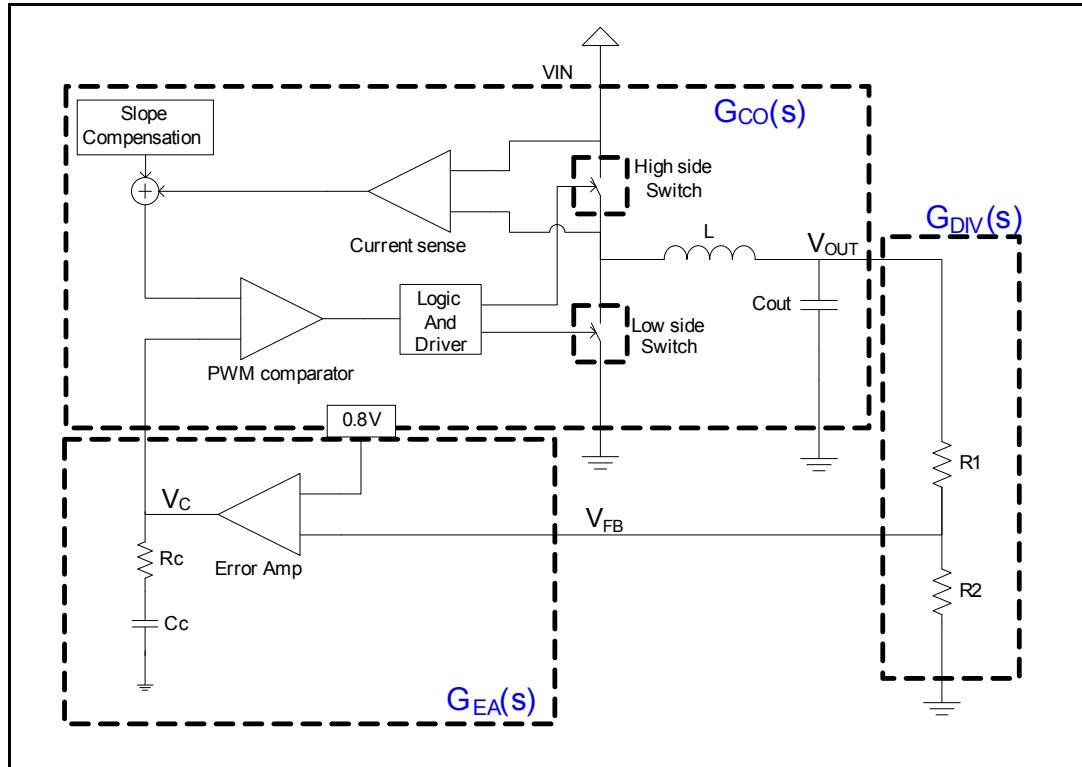 VIN
GCO(s)
Slope
Compensation
High side
Switch
+
Current sense
GDIV(s)
L
VOUT
Logic
And
Driver
Cout
Low side
Switch
PWM comparator
0.8V
R1
VC
VFB
Rc
Error Amp
R2
Cc
GEA(s)